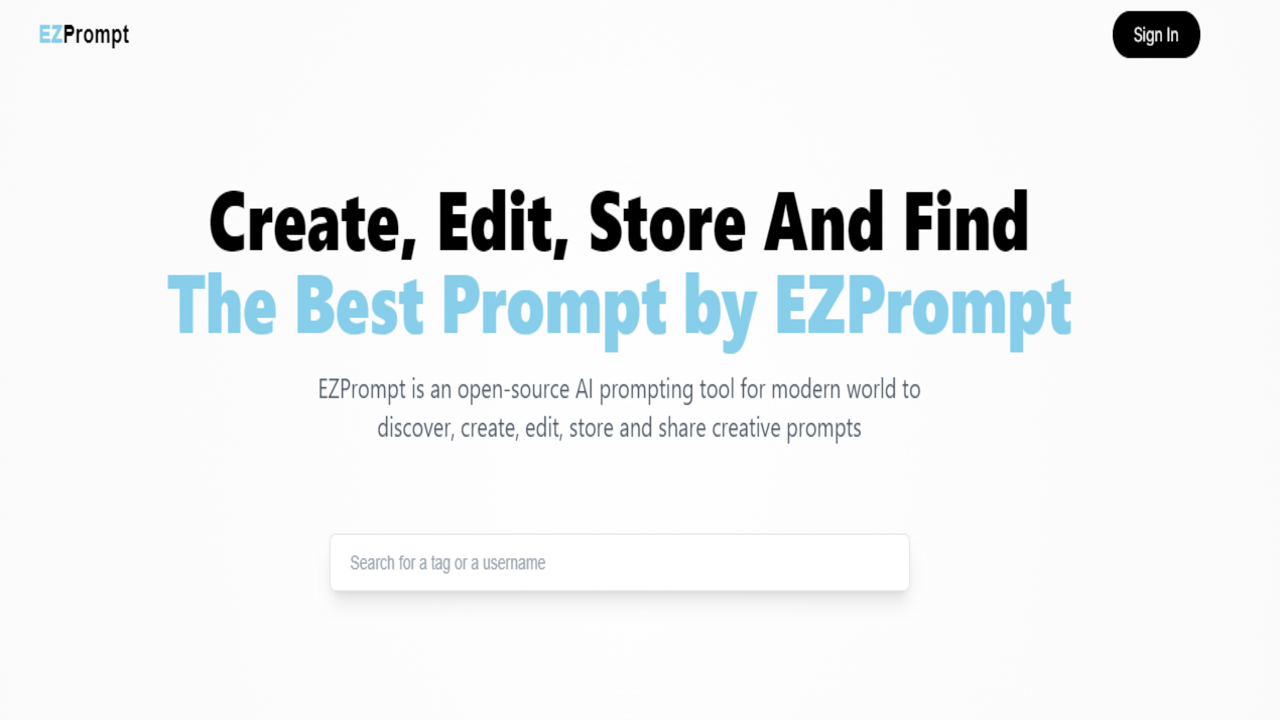 EZPrompt
Sign In
Create, Edit, Store And Find
The Best Prompt by EZPrompt
EZPrompt is an open-source AI prompting tool for modern world to
discover, create, edit, store and share creative prompts
Search for a tag or a username